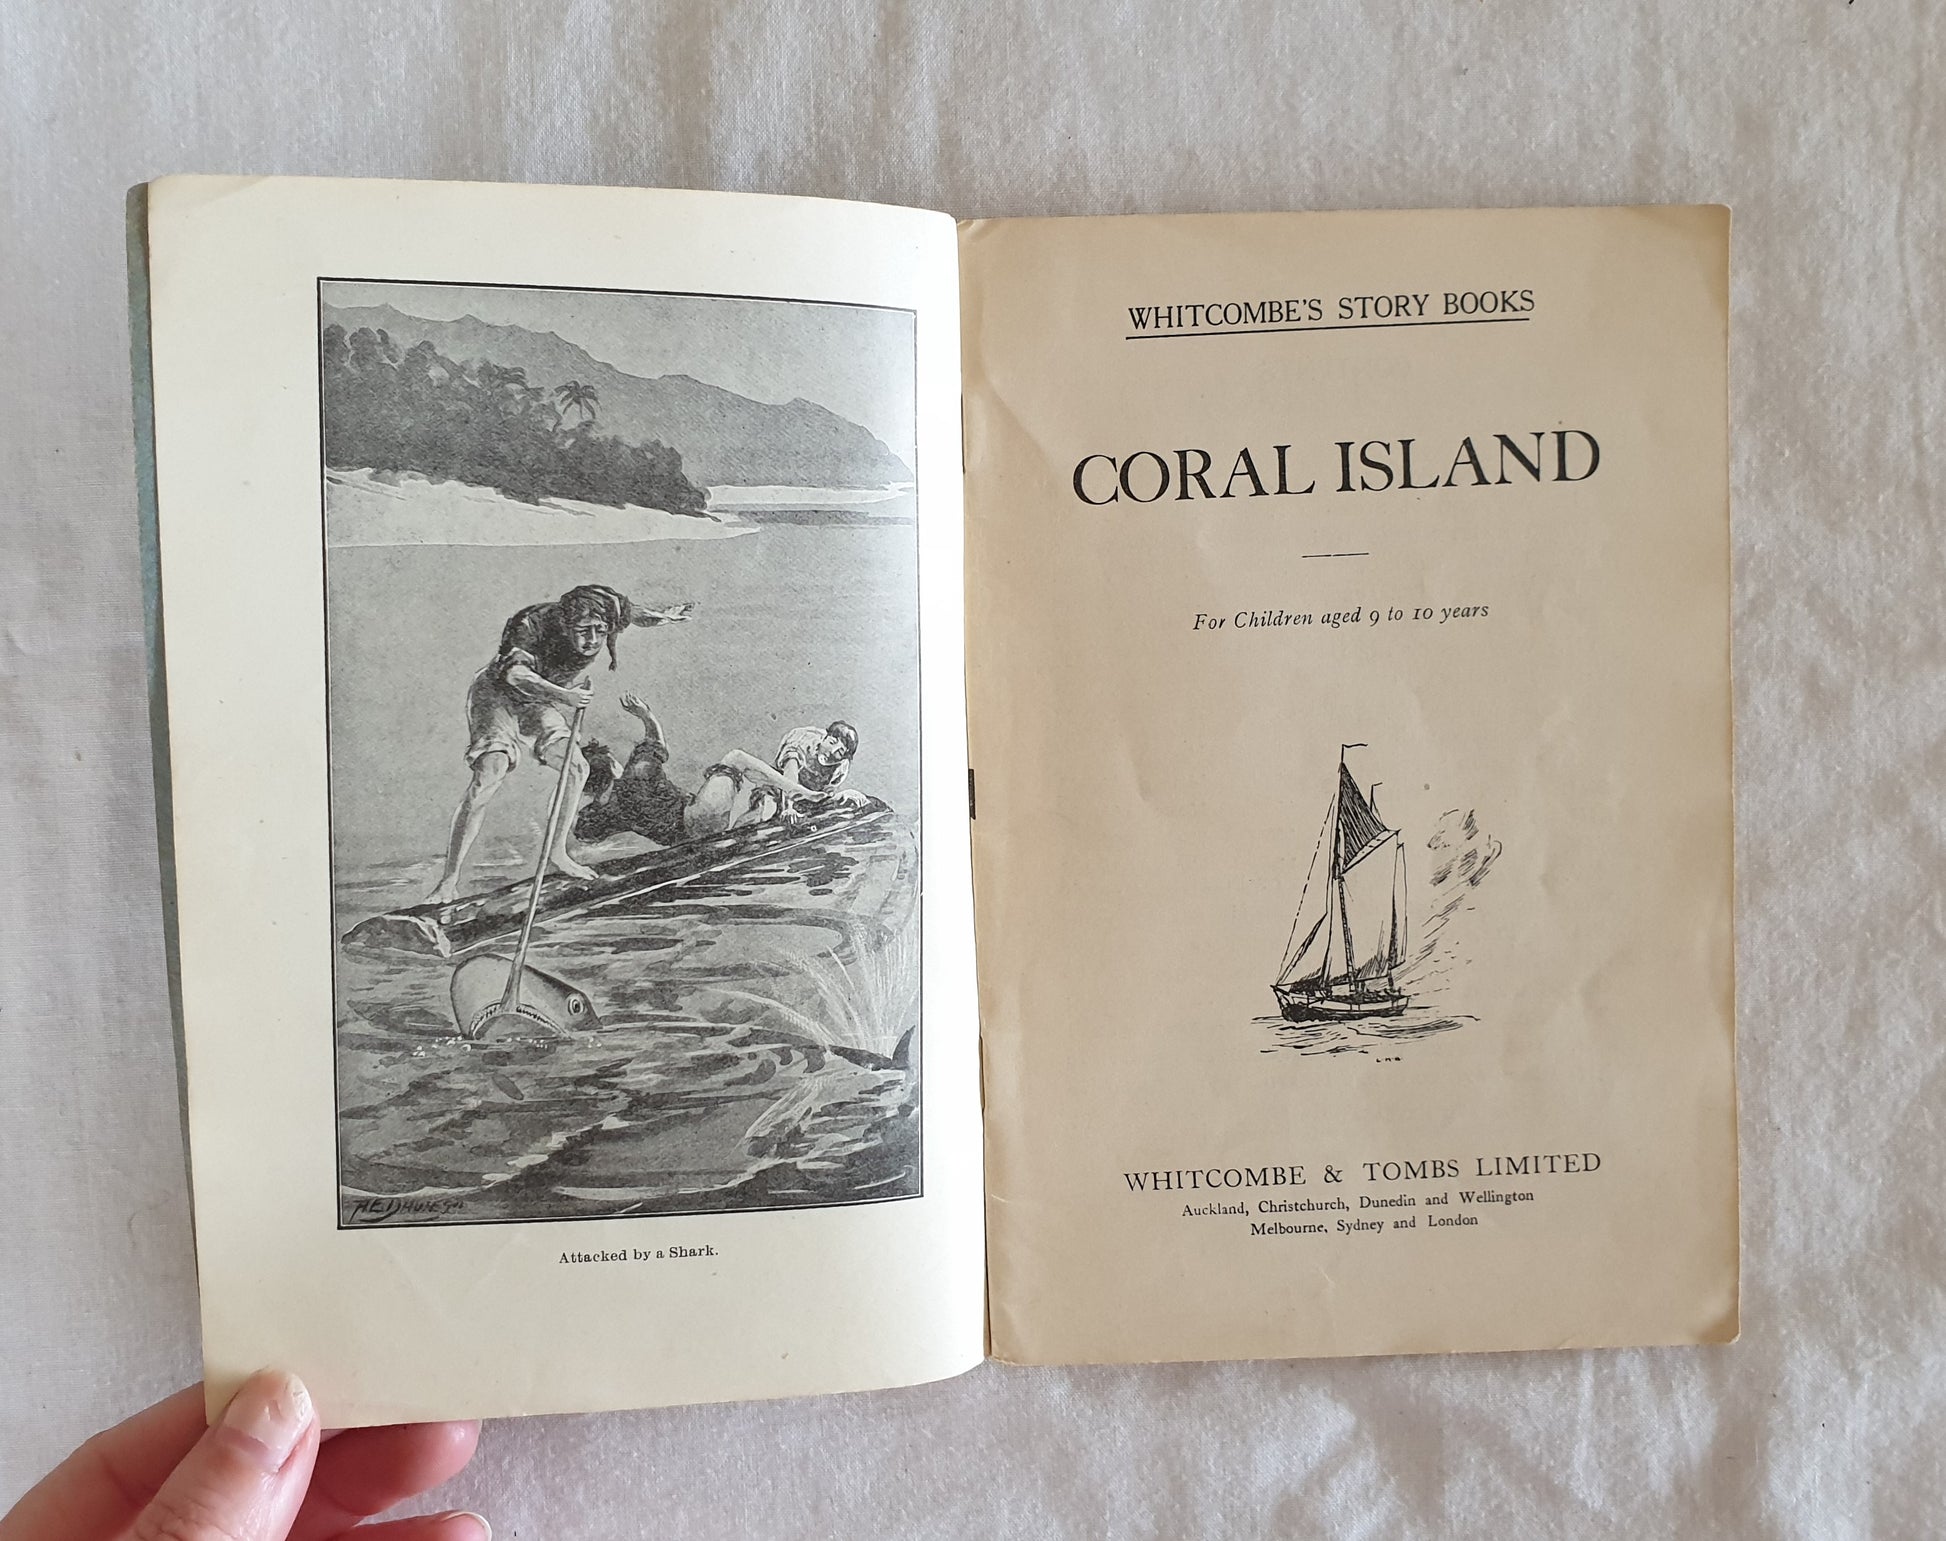 Attacked by a Shark.
WHITCOMBE'S STORY BOOKS
CORAL ISLAND
For Children aged 9 to 10 years
WHITCOMBE & TOMBS LIMITED
Auckland, Christchurch, Dunedin and Wellington
Melbourne, Sydney and London